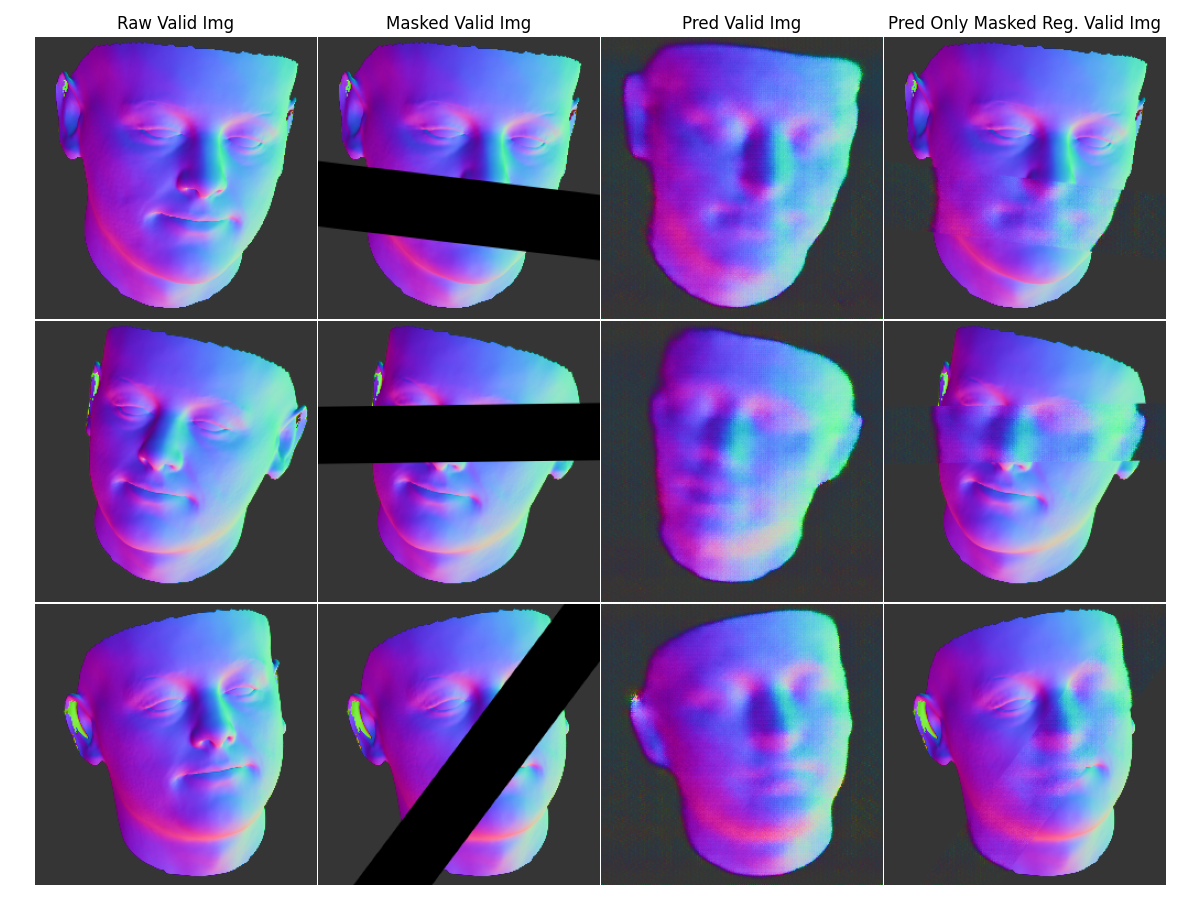 Raw Valid Img
Masked Valid Img
Pred Valid Img
Pred Only Masked Reg. Valid Img